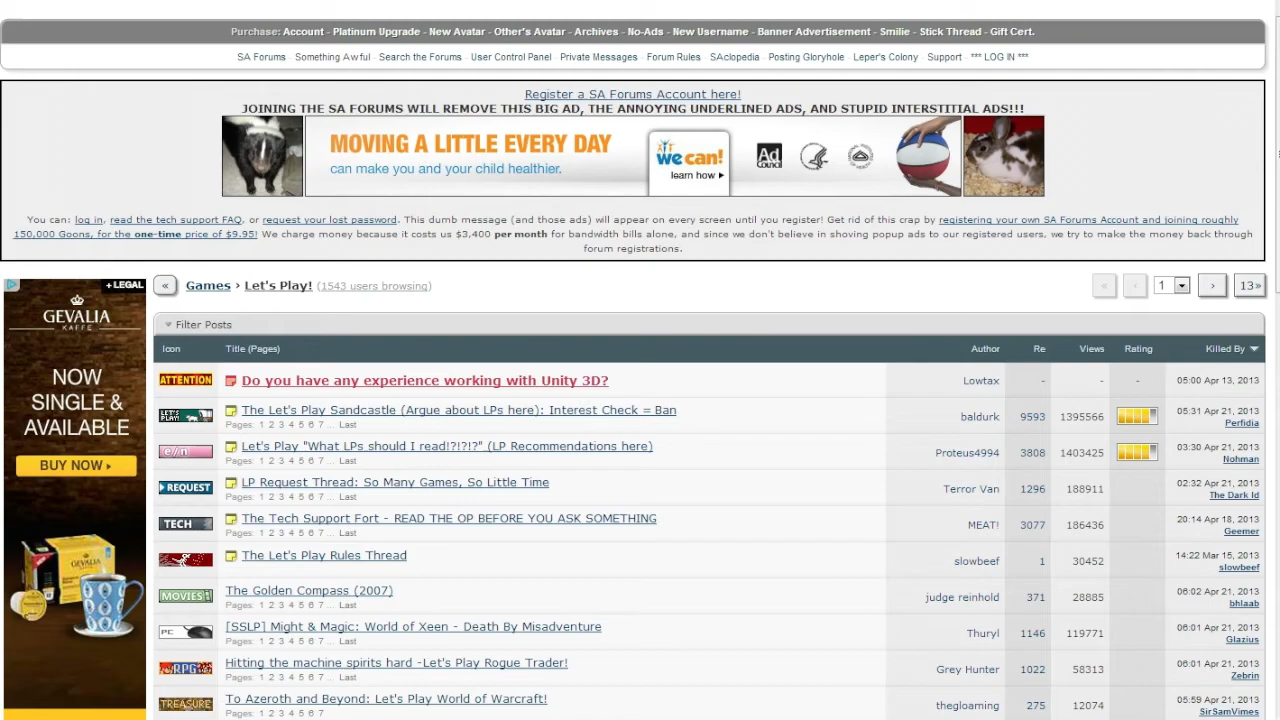 Purchase: Account - Platinum Upgrade - New Avatar - Other's Avatar - Archives - No-Ads - New Username - Banner Advertisement - Smilie - Stick Thread - Gift Cert.
SA Forums - Something Awful - Search the Forums - User Control Panel - Private Messages - Forum Rules - SAclopedia - Posting Gloryhole - Leper's Colony - Support - *** LOG IN ***
Register a SA Forums Account here!
JOINING THE SA FORUMS WILL REMOVE THIS BIG AD, THE ANNOYING UNDERLINED ADS, AND STUPID INTERSTITIAL ADS!!!
MOVING A LITTLE EVERY DAY
can make you and your child healthier.
we can!
learn how
Ad
COUNCIL
You can: log in, read the tech support FAQ, or request your lost password. This dumb message (and those ads) will appear on every screen until you register! Get rid of this crap by registering your own SA Forums Account and joining roughly
150,000 Goons, for the one-time price of $9.95! We charge money because it costs us $3,400 per month for bandwidth bills alone, and since we don't believe in shoving popup ads to our registered users, we try to make the money back through
forum registrations.
+LEGAL
GEVALIA
KAFFE
NOW
SINGLE &
AVAILABLE
BUY NOW
GEVALIA
« Games › Let's Play! (1543 users browsing) « ‹ 1 › 13»
Filter Posts
Icon Title (Pages) Author Re Views Rating Killed By
ATTENTION Do you have any experience working with Unity 3D? Lowtax - - - 05:00 Apr 13, 2013
LET'S PLAY! The Let's Play Sandcastle (Argue about LPs here): Interest Check = Ban baldurk 9593 1395566 05:31 Apr 21, 2013
Pages: 1 2 3 4 5 6 7 ... Last Perfidia
e/n Let's Play "What LPs should I read!?!?!?" (LP Recommendations here) Proteus4994 3808 1403425 03:30 Apr 21, 2013
Pages: 1 2 3 4 5 6 7 ... Last Nohman
REQUEST LP Request Thread: So Many Games, So Little Time Terror Van 1296 188911 02:32 Apr 21, 2013
Pages: 1 2 3 4 5 6 7 ... Last The Dark Id
TECH The Tech Support Fort - READ THE OP BEFORE YOU ASK SOMETHING MEAT! 3077 186436 20:14 Apr 18, 2013
Pages: 1 2 3 4 5 6 7 ... Last Geemer
The Let's Play Rules Thread slowbeef 1 30452 14:22 Mar 15, 2013
slowbeef
MOVIES The Golden Compass (2007) judge reinhold 371 28885 06:02 Apr 21, 2013
Pages: 1 2 3 4 5 6 7 ... Last bhlaab
PC [SSLP] Might & Magic: World of Xeen - Death By Misadventure Thuryl 1146 119771 06:01 Apr 21, 2013
Pages: 1 2 3 4 5 6 7 ... Last Glazius
RPG Hitting the machine spirits hard -Let's Play Rogue Trader! Grey Hunter 1022 58313 06:01 Apr 21, 2013
Pages: 1 2 3 4 5 6 7 ... Last Zebrin
TREASURE To Azeroth and Beyond: Let's Play World of Warcraft! thegloaming 275 12074 05:59 Apr 21, 2013
Pages: 1 2 3 4 5 6 7 SirSamVimes